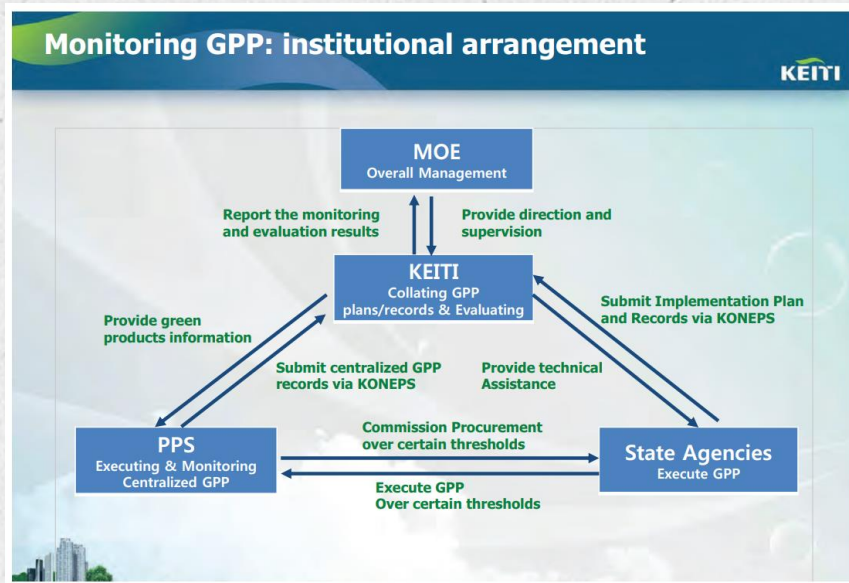 Monitoring GPP: institutional arrangement
KEITI
MOE
Overall Management
Report the monitoring
and evaluation results
Provide direction and
supervision
KEITI
Collating GPP
plans/records & Evaluating
Provide green
products information
Submit Implementation Plan
and Records via KONEPS
Submit centralized GPP
records via KONEPS
Provide technical
Assistance
PPS
Executing & Monitoring
Centralized GPP
Commission Procurement
over certain thresholds
State Agencies
Execute GPP
Execute GPP
Over certain thresholds